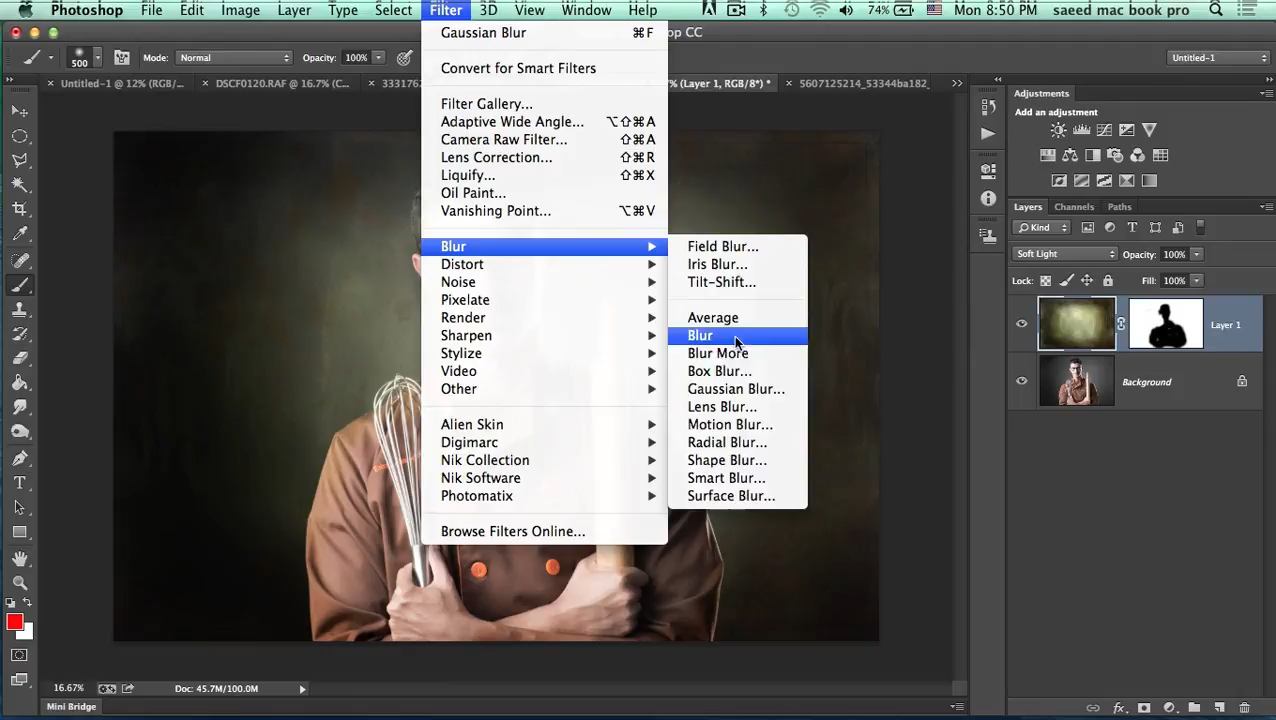 Photoshop File Edit Image Layer Type Select Filter 3D View Window Help 74% Mon 8:50 PM saeed mac book pro
op CC
500 Mode: Normal Opacity: 100% Untitled-1
Untitled-1 @ 12% (RGB/... DSCF0120.RAF @ 16.7% (C... 333176 % (Layer 1, RGB/8*) * 5607125214_53344ba182_
Gaussian Blur ⌘F
Convert for Smart Filters
Filter Gallery...
Adaptive Wide Angle... ⌥⇧⌘A
Camera Raw Filter... ⇧⌘A
Lens Correction... ⇧⌘R
Liquify... ⇧⌘X
Oil Paint...
Vanishing Point... ⌥⌘V
Blur
Distort
Noise
Pixelate
Render
Sharpen
Stylize
Video
Other
Alien Skin
Digimarc
Nik Collection
Nik Software
Photomatix
Browse Filters Online...
Field Blur...
Iris Blur...
Tilt-Shift...
Average
Blur
Blur More
Box Blur...
Gaussian Blur...
Lens Blur...
Motion Blur...
Radial Blur...
Shape Blur...
Smart Blur...
Surface Blur...
Adjustments
Add an adjustment
Layers Channels Paths
Kind
Soft Light Opacity: 100%
Lock: Fill: 100%
Layer 1
Background
16.67% Doc: 45.7M/100.0M
Mini Bridge